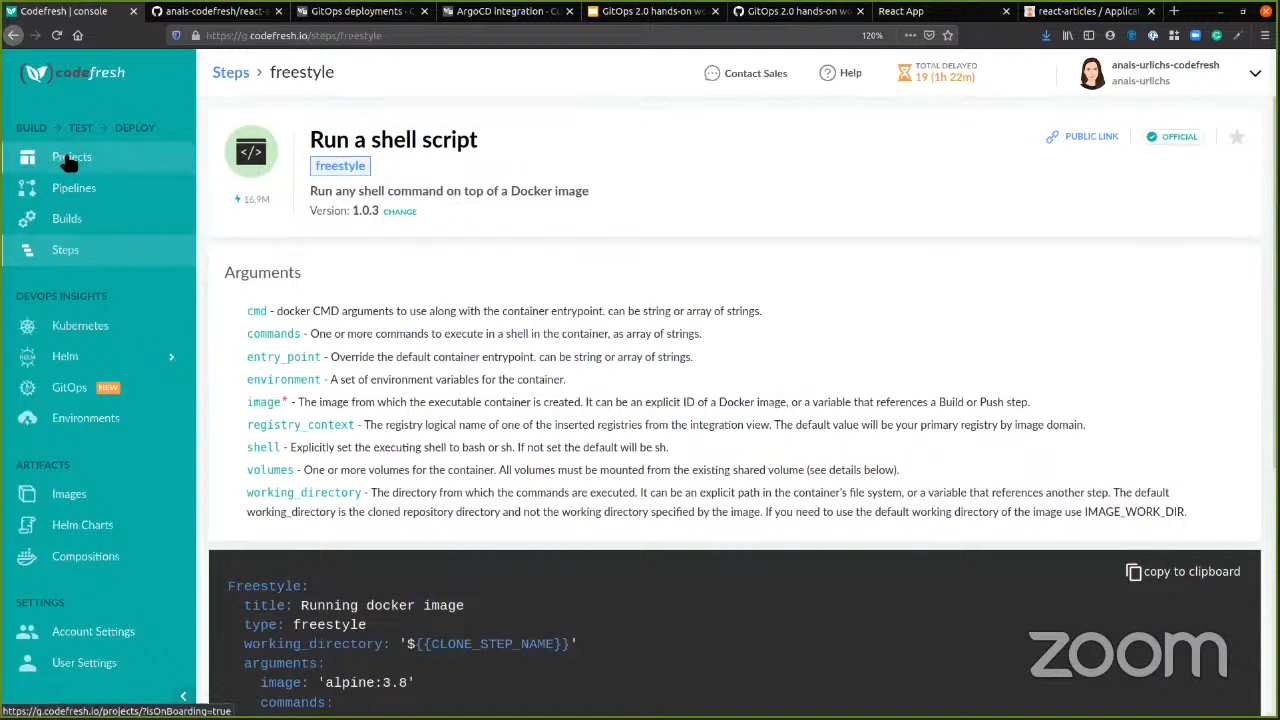 Codefresh | console
anais-codefresh/react-a
GitOps deployments - C
ArgoCD integration - Co
GitOps 2.0 hands-on wo
GitOps 2.0 hands-on wo
React App
react-articles / Applicat
https://g.codefresh.io/steps/freestyle
120%
codefresh
Steps > freestyle
Contact Sales
Help
TOTAL DELAYED
19 (1h 22m)
anais-urlichs-codefresh
anais-urlichs
BUILD → TEST → DEPLOY
Projects
Pipelines
Builds
Steps
DEVOPS INSIGHTS
Kubernetes
Helm
GitOps NEW
Environments
ARTIFACTS
Images
Helm Charts
Compositions
SETTINGS
Account Settings
User Settings
https://g.codefresh.io/projects/?isOnBoarding=true
</>
16.9M
Run a shell script
freestyle
Run any shell command on top of a Docker image
Version: 1.0.3 CHANGE
PUBLIC LINK
OFFICIAL
Arguments
cmd - docker CMD arguments to use along with the container entrypoint. can be string or array of strings.
commands - One or more commands to execute in a shell in the container, as array of strings.
entry_point - Override the default container entrypoint. can be string or array of strings.
environment - A set of environment variables for the container.
image* - The image from which the executable container is created. It can be an explicit ID of a Docker image, or a variable that references a Build or Push step.
registry_context - The registry logical name of one of the inserted registries from the integration view. The default value will be your primary registry by image domain.
shell - Explicitly set the executing shell to bash or sh. If not set the default will be sh.
volumes - One or more volumes for the container. All volumes must be mounted from the existing shared volume (see details below).
working_directory - The directory from which the commands are executed. It can be an explicit path in the container's file system, or a variable that references another step. The default
working_directory is the cloned repository directory and not the working directory specified by the image. If you need to use the default working directory of the image use IMAGE_WORK_DIR.
copy to clipboard
Freestyle:
title: Running docker image
type: freestyle
working_directory: '${{CLONE_STEP_NAME}}'
arguments:
image: 'alpine:3.8'
commands:
zoom